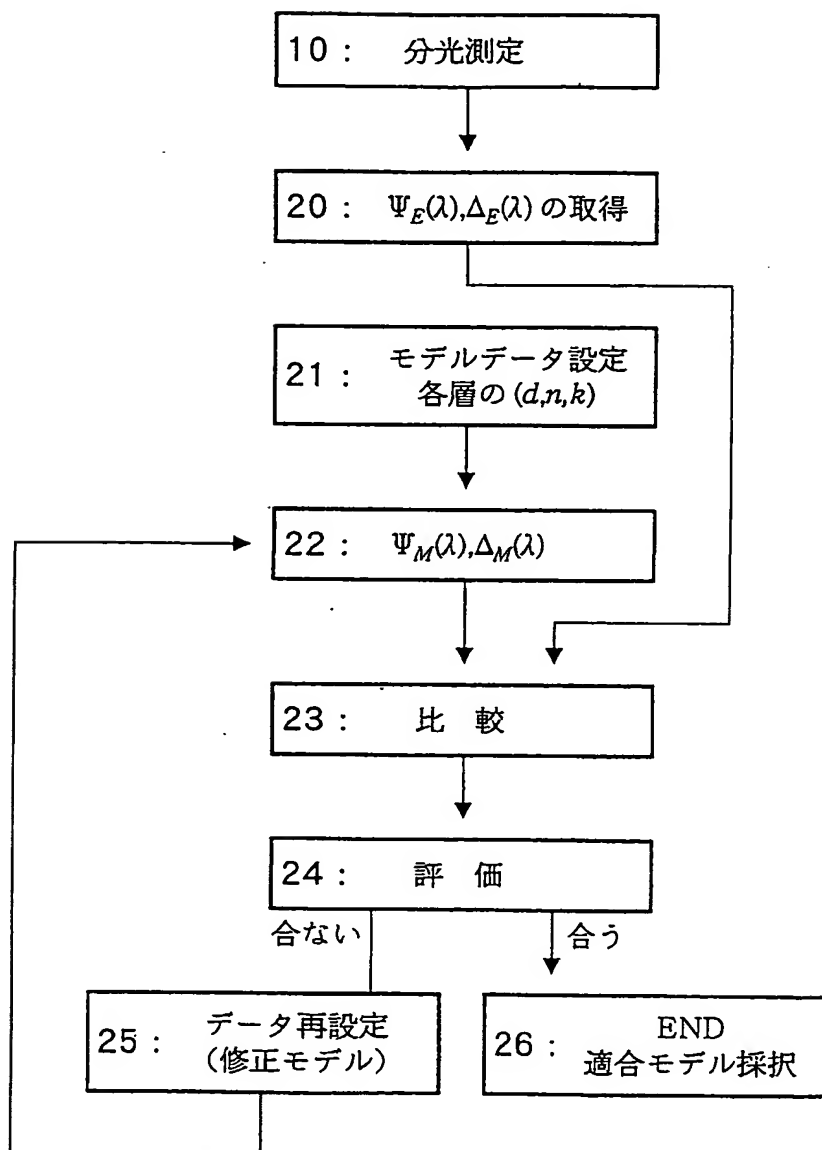 10： 分光測定
20： Ψ_E(λ),Δ_E(λ) の取得
21： モデルデータ設定
各層の (d,n,k)
22： Ψ_M(λ),Δ_M(λ)
23： 比 較
24： 評 価
合ない
合う
25： データ再設定
(修正モデル)
26： END
適合モデル採択